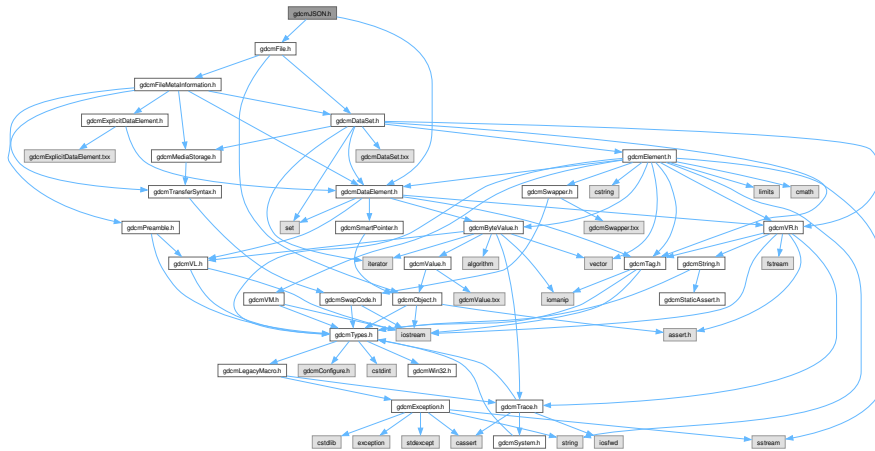 gdcmJSON.h
gdcmFile.h
gdcmFileMetaInformation.h
gdcmExplicitDataElement.h
gdcmDataSet.h
gdcmExplicitDataElement.txx
gdcmMediaStorage.h
gdcmDataSet.txx
gdcmElement.h
gdcmTransferSyntax.h
gdcmDataElement.h
gdcmSwapper.h
cstring
limits
cmath
gdcmPreamble.h
set
gdcmSmartPointer.h
gdcmByteValue.h
gdcmSwapper.txx
gdcmVR.h
gdcmVL.h
iterator
gdcmValue.h
algorithm
vector
gdcmTag.h
gdcmString.h
fstream
gdcmVM.h
gdcmSwapCode.h
gdcmObject.h
gdcmValue.txx
iomanip
gdcmStaticAssert.h
gdcmTypes.h
iostream
assert.h
gdcmLegacyMacro.h
gdcmConfigure.h
cstdint
gdcmWin32.h
gdcmException.h
gdcmTrace.h
cstdlib
exception
stdexcept
cassert
gdcmSystem.h
string
iosfwd
sstream